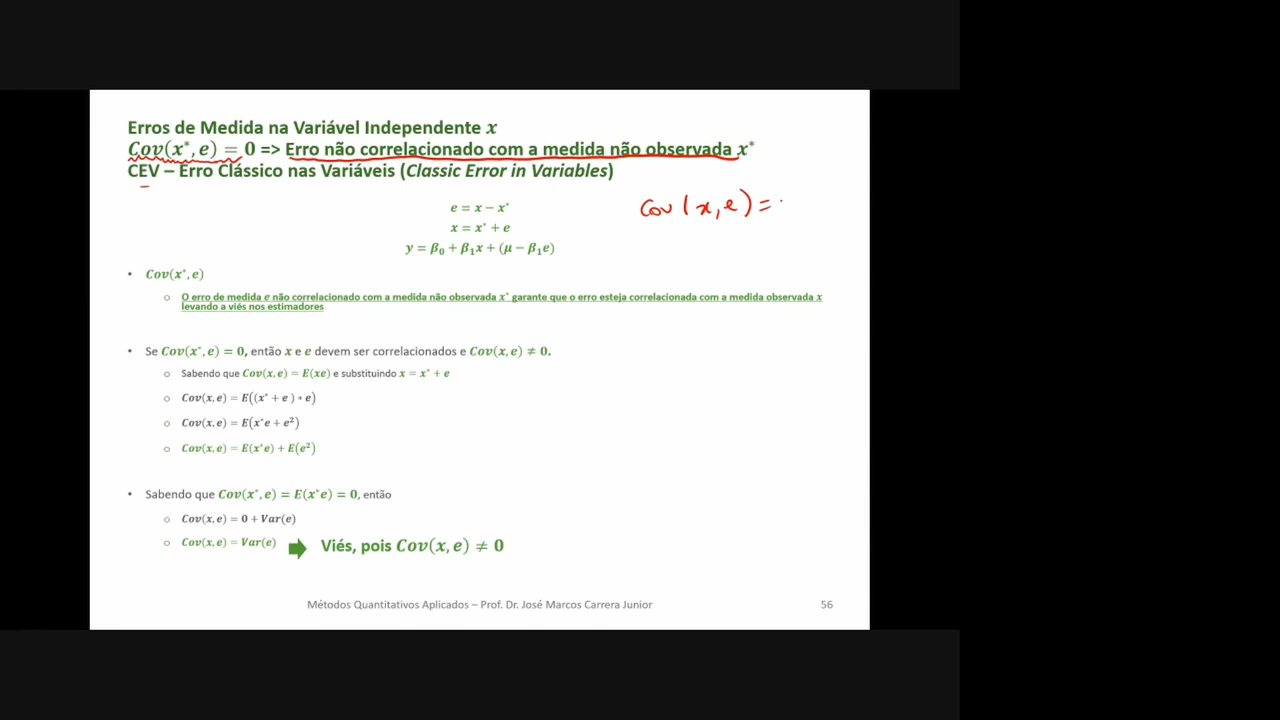 Erros de Medida na Variável Independente x
Cov(x*, e) = 0 => Erro não correlacionado com a medida não observada x*
CEV – Erro Clássico nas Variáveis (Classic Error in Variables)
e = x − x*
Cov (x, e) =
x = x* + e
y = β₀ + β₁x + (μ − β₁e)
• Cov(x*, e)
○ O erro de medida e não correlacionado com a medida não observada x* garante que o erro esteja correlacionada com a medida observada x
levando a viés nos estimadores
• Se Cov(x*, e) = 0, então x e e devem ser correlacionados e Cov(x, e) ≠ 0.
○ Sabendo que Cov(x, e) = E(xe) e substituindo x = x* + e
○ Cov(x, e) = E((x* + e ) * e)
○ Cov(x, e) = E(x*e + e²)
○ Cov(x, e) = E(x*e) + E(e²)
• Sabendo que Cov(x*, e) = E(x*e) = 0, então
○ Cov(x, e) = 0 + Var(e)
○ Cov(x, e) = Var(e) Viés, pois Cov(x, e) ≠ 0
Métodos Quantitativos Aplicados – Prof. Dr. José Marcos Carrera Junior 56